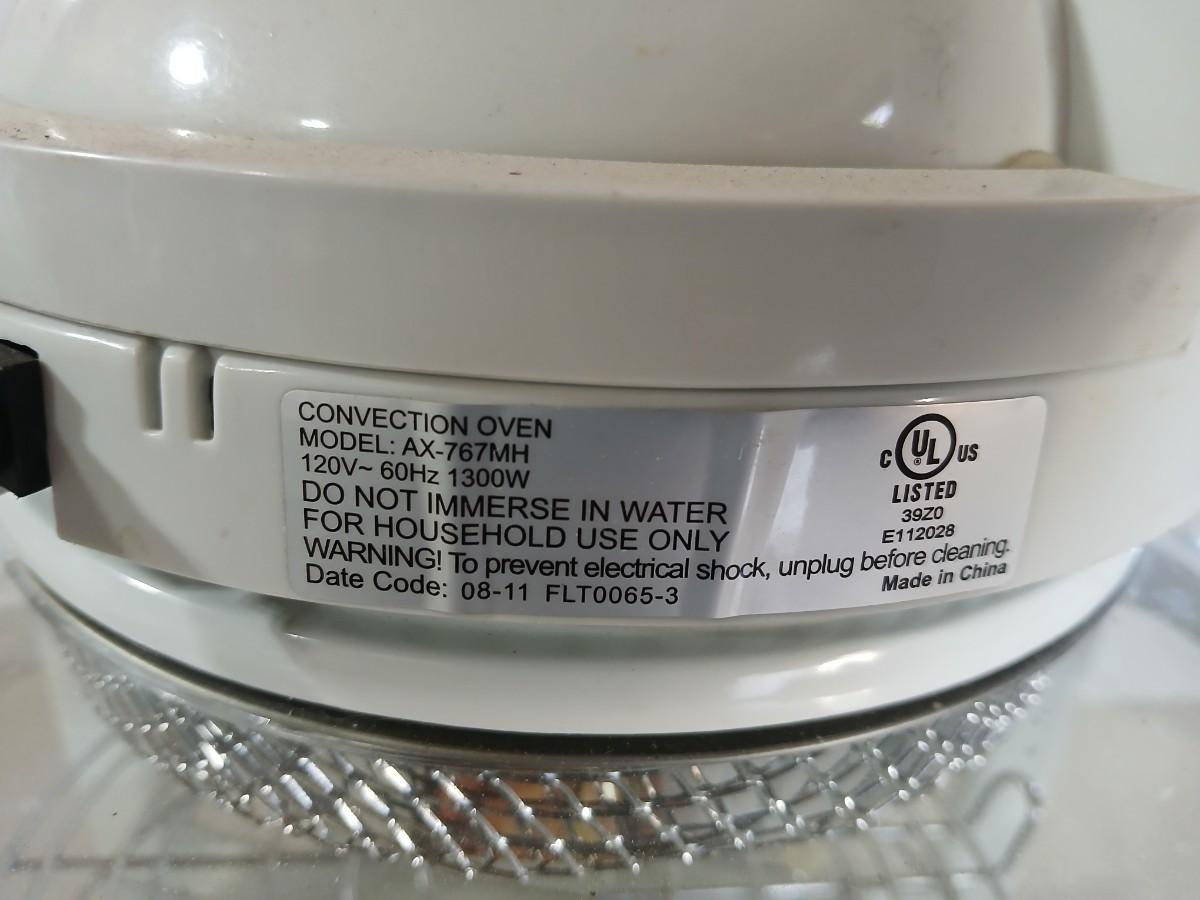 CONVECTION OVEN
MODEL: AX-767MH
120V~ 60Hz 1300W
DO NOT IMMERSE IN WATER
FOR HOUSEHOLD USE ONLY
WARNING! To prevent electrical shock, unplug before cleaning.
Date Code: 08-11 FLT0065-3
C UL ® US
LISTED
39Z0
E112028
Made in China